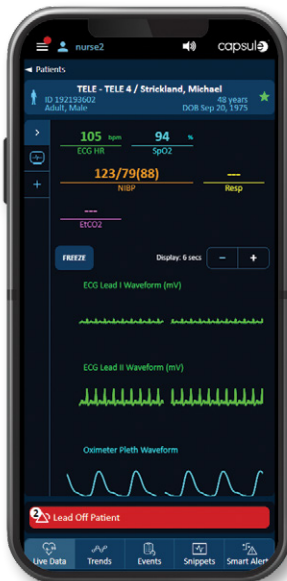 nurse2
capsule
Patients
TELE - TELE 4 / Strickland, Michael
ID 192193602 48 years
Adult, Male DOB Sep 20, 1975
105 bpm 94 %
ECG HR SpO2
123/79(88) ---
NIBP Resp
---
EtCO2
FREEZE Display: 6 secs - +
ECG Lead I Waveform (mV)
ECG Lead II Waveform (mV)
Oximeter Pleth Waveform
2 Lead Off Patient
Live Data Trends Events Snippets Smart Alert